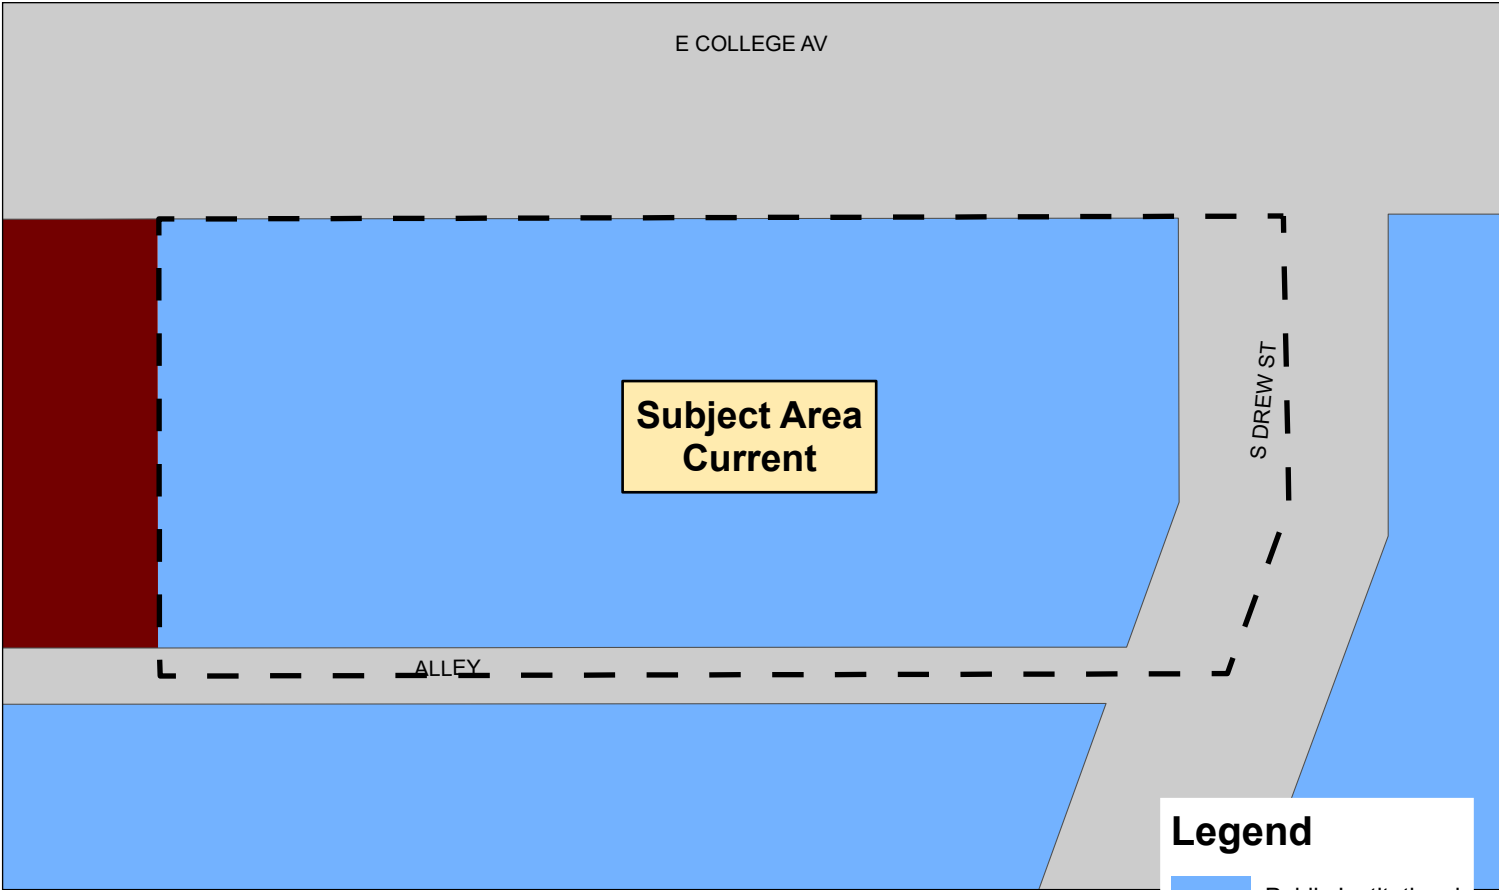 E COLLEGE AV
Subject Area
Current
S DREW ST
ALLEY
Legend